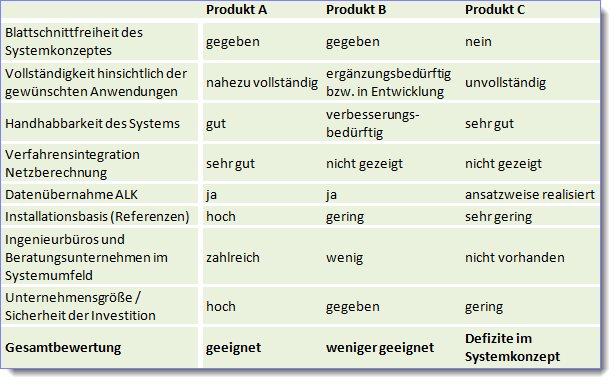 Produkt A Produkt B Produkt C
Blattschnittfreiheit des
Systemkonzeptes
gegeben gegeben nein
Vollständigkeit hinsichtlich der
gewünschten Anwendungen
nahezu vollständig
ergänzungsbedürftig
bzw. in Entwicklung
unvollständig
Handhabbarkeit des Systems
gut
verbesserungs-
bedürftig
sehr gut
Verfahrensintegration
Netzberechnung
sehr gut nicht gezeigt nicht gezeigt
Datenübernahme ALK ja ja ansatzweise realisiert
Installationsbasis (Referenzen) hoch gering sehr gering
Ingenieurbüros und
Beratungsunternehmen im
Systemumfeld
zahlreich wenig nicht vorhanden
Unternehmensgröße /
Sicherheit der Investition
hoch gegeben gering
Gesamtbewertung geeignet weniger geeignet
Defizite im
Systemkonzept